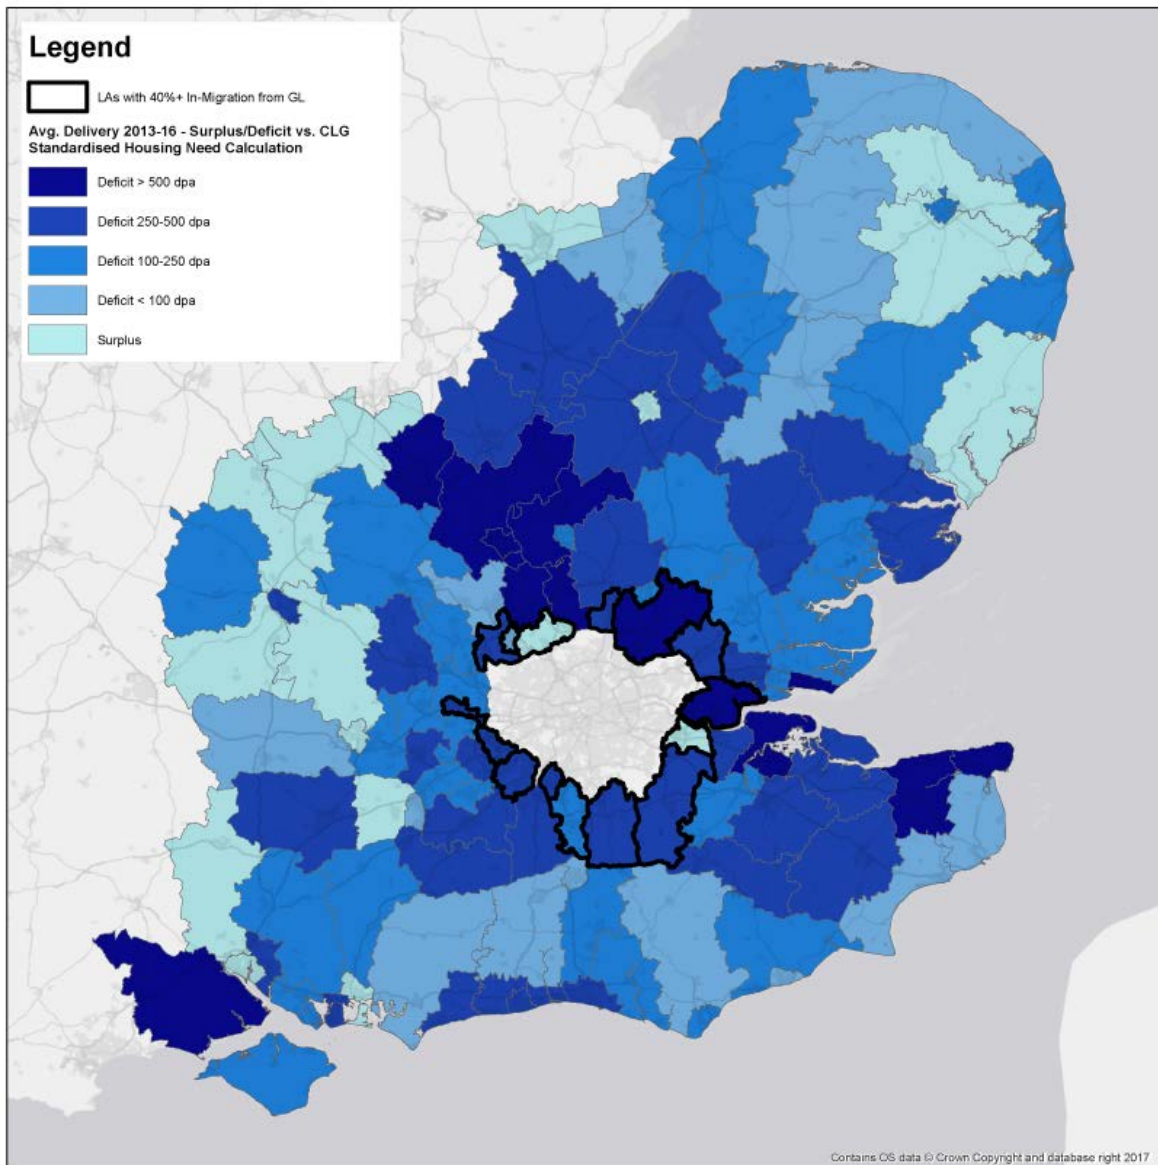 Legend
LAs with 40%+ In-Migration from GL
Avg. Delivery 2013-16 - Surplus/Deficit vs. CLG
Standardised Housing Need Calculation
Deficit > 500 dpa
Deficit 250-500 dpa
Deficit 100-250 dpa
Deficit < 100 dpa
Surplus
Contains OS data © Crown Copyright and database right 2017